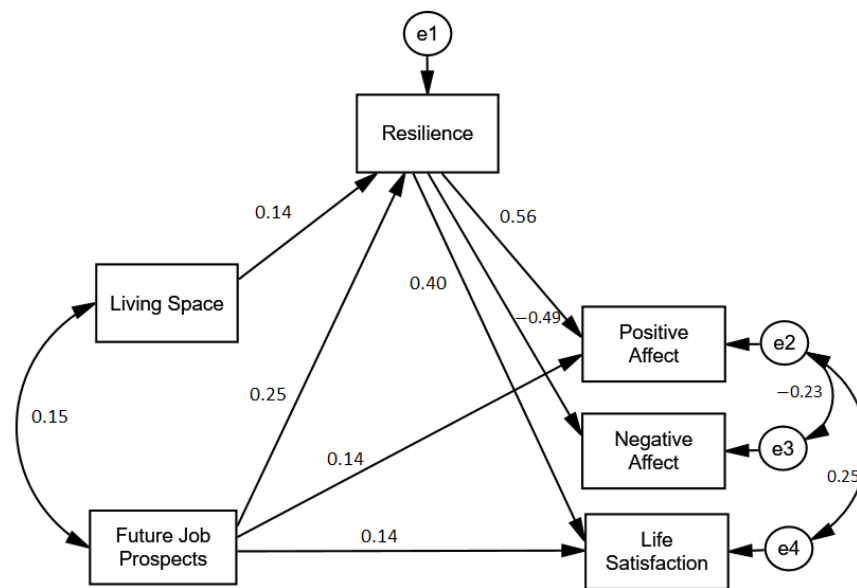 e1
Resilience
0.14
0.56
Living Space
0.40
−0.49
Positive
Affect
e2
−0.23
0.25
0.15
Negative
Affect
e3
0.14
0.25
Future Job
Prospects
0.14
Life
Satisfaction
e4